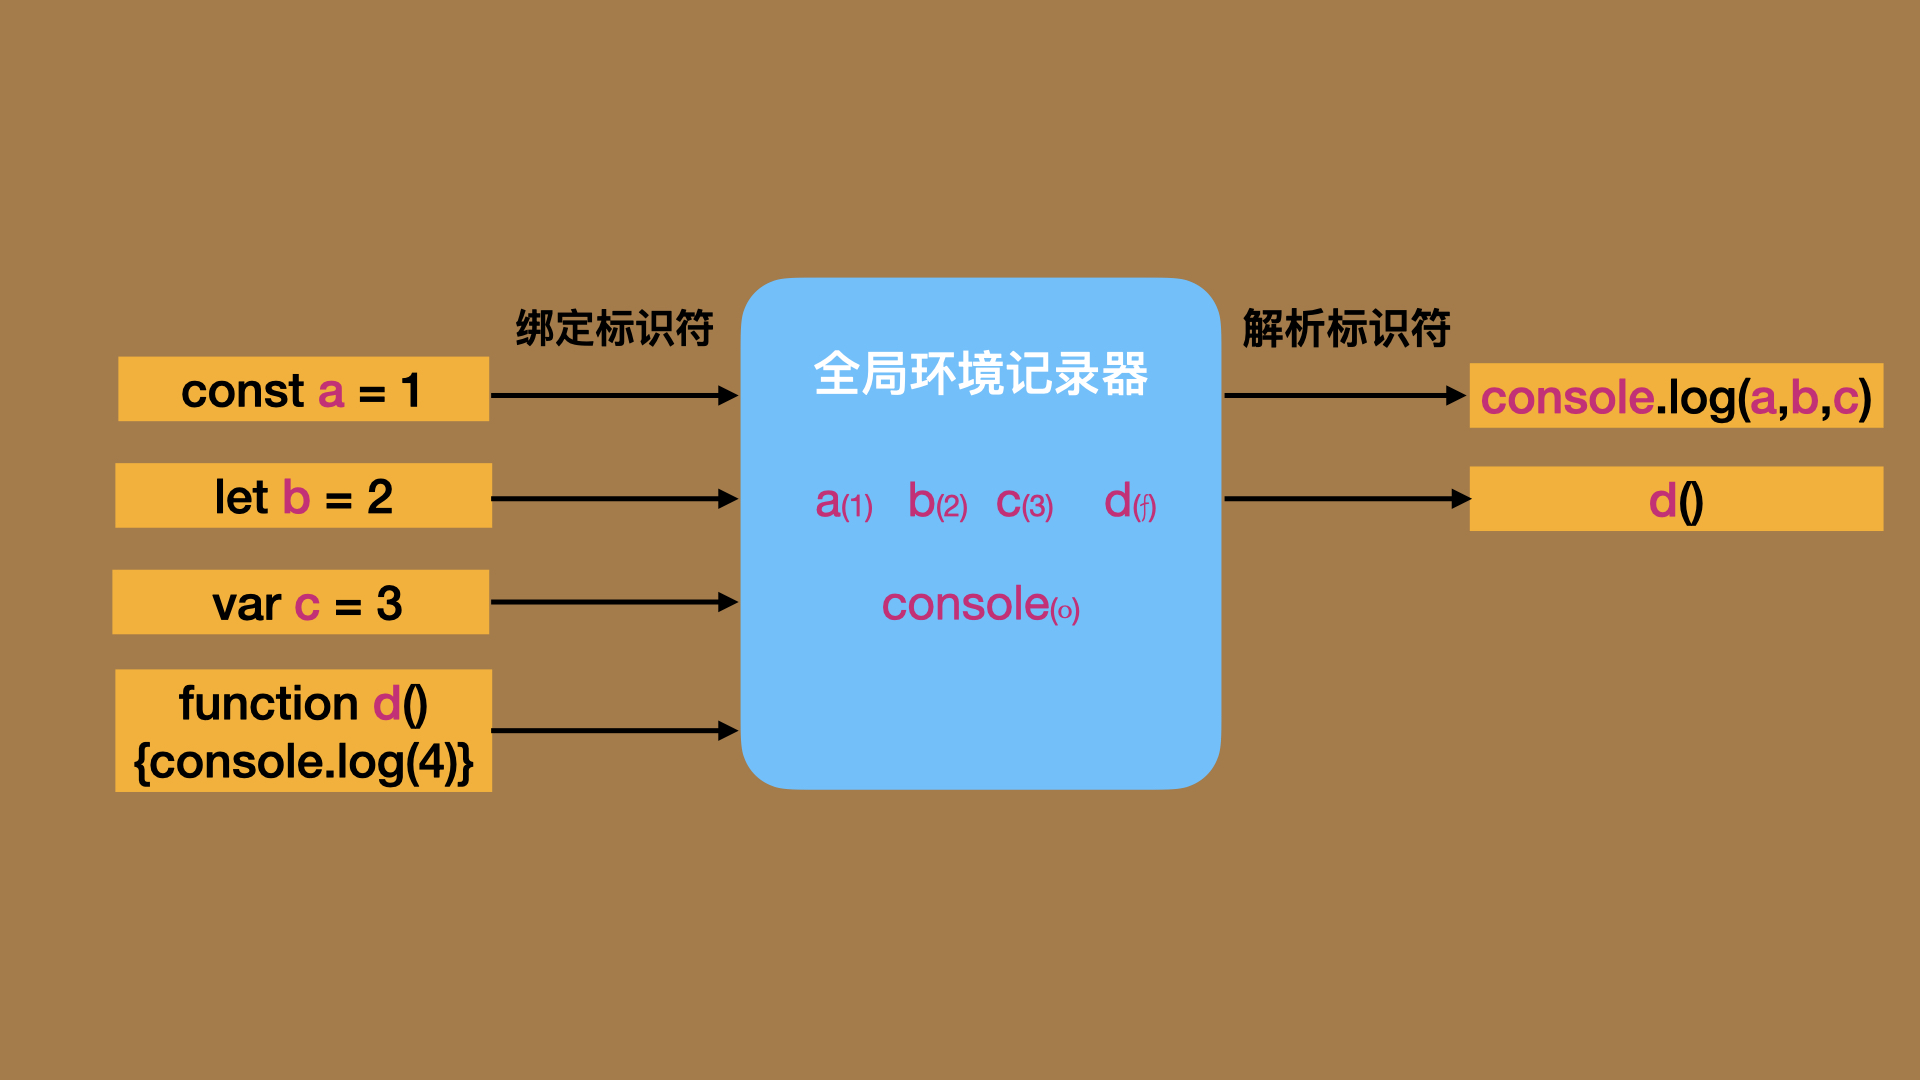 绑定标识符
const a = 1
let b = 2
var c = 3
function d()
{console.log(4)}
全局环境记录器
a(1) b(2) c(3) d(ƒ)
console(o)
解析标识符
console.log(a,b,c)
d()